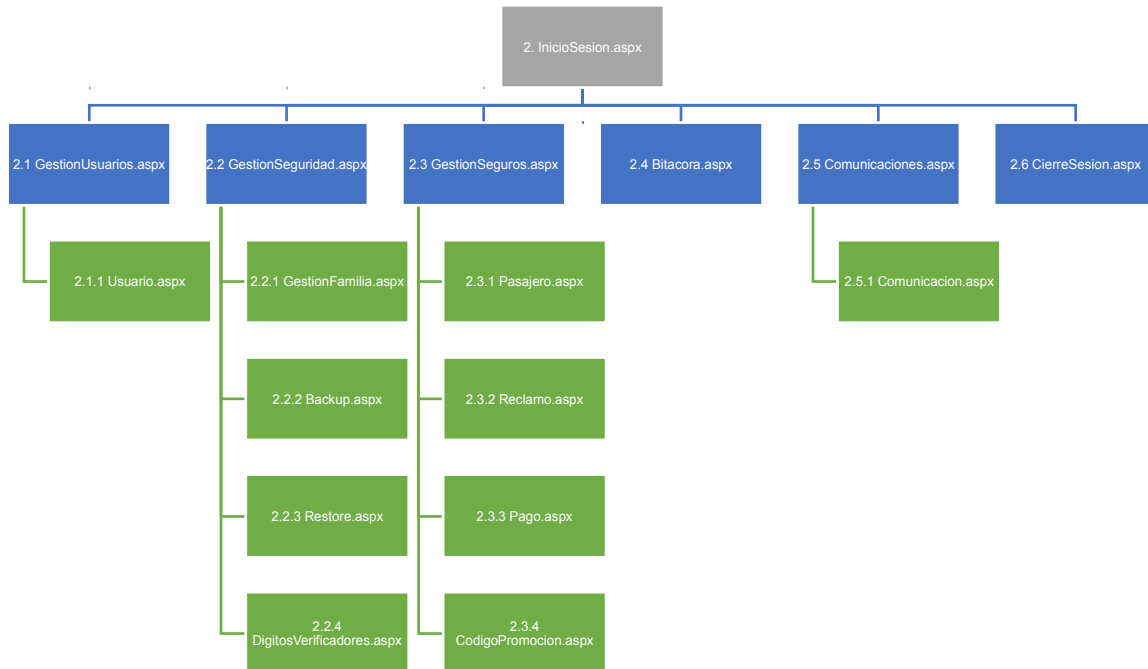 2. InicioSesion.aspx
2.1 GestionUsuarios.aspx
2.2 GestionSeguridad.aspx
2.3 GestionSeguros.aspx
2.4 Bitacora.aspx
2.5 Comunicaciones.aspx
2.6 CierreSesion.aspx
2.1.1 Usuario.aspx
2.2.1 GestionFamilia.aspx
2.3.1 Pasajero.aspx
2.5.1 Comunicacion.aspx
2.2.2 Backup.aspx
2.3.2 Reclamo.aspx
2.2.3 Restore.aspx
2.3.3 Pago.aspx
2.2.4
DigitosVerificadores.aspx
2.3.4
CodigoPromocion.aspx